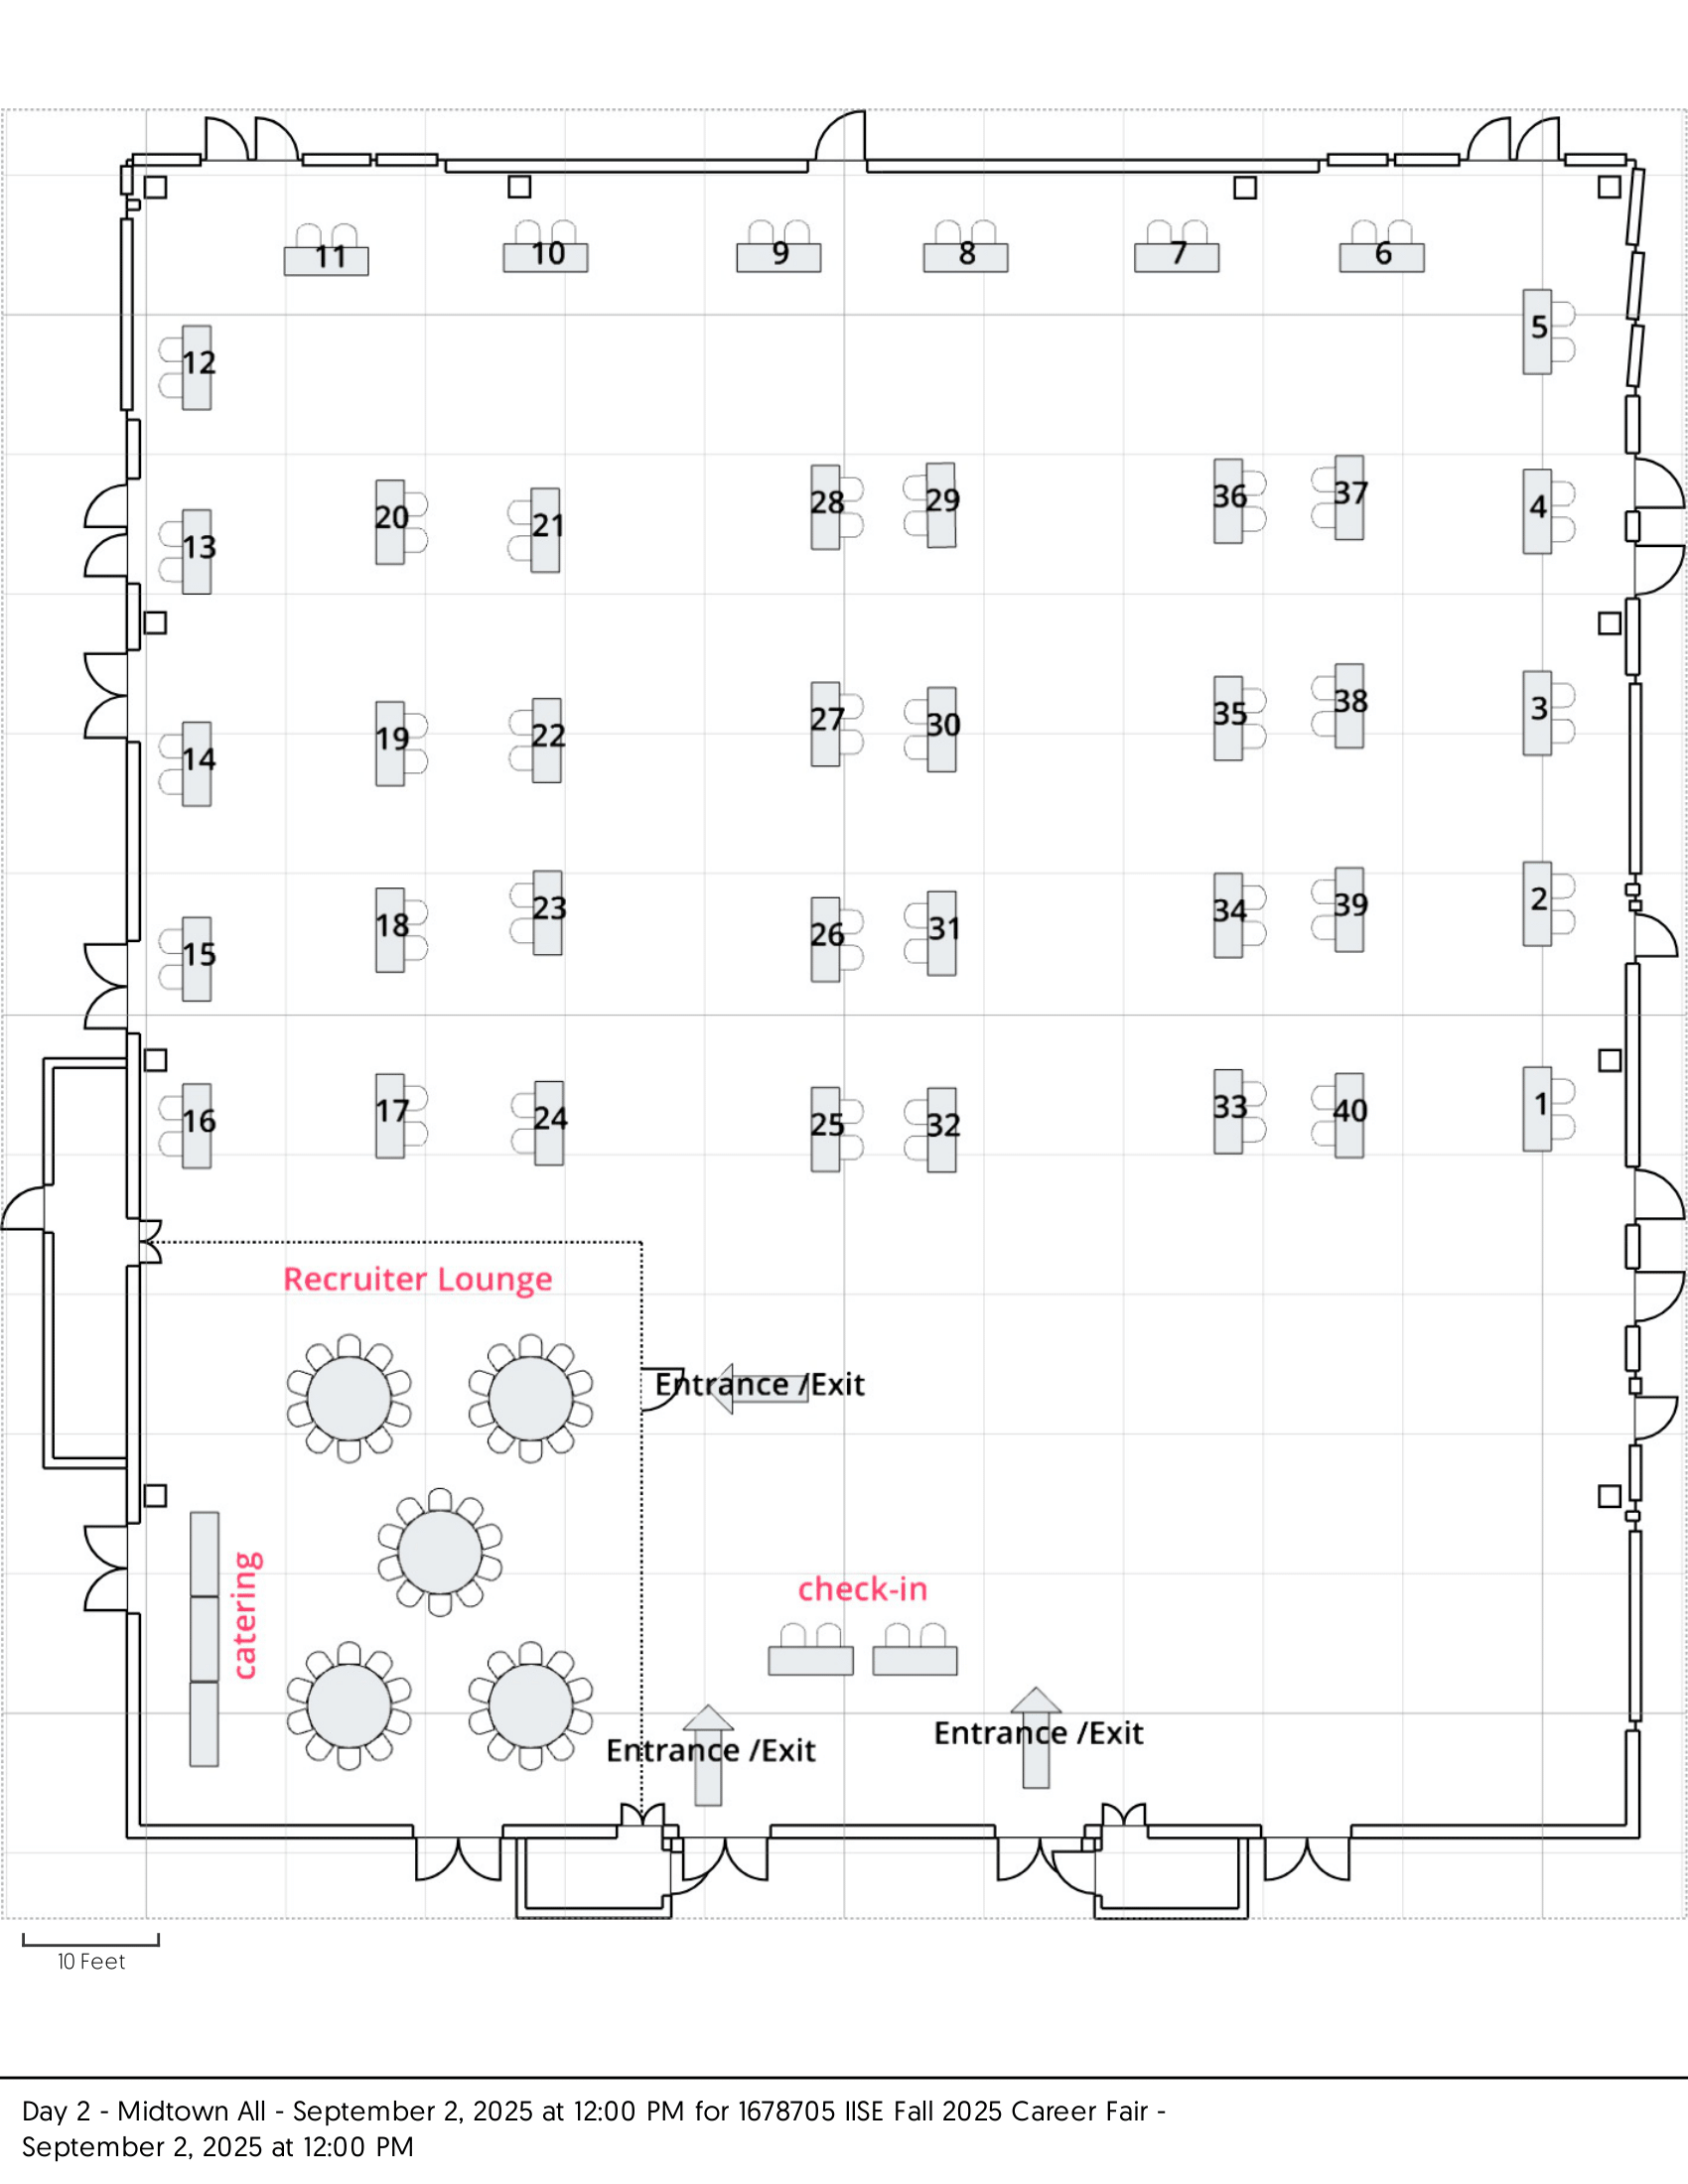 11 10 9 8 7 6
5
12
20 21 28 29 36 37 4
13
19 22 27 30 35 38 3
14
18 23 26 31 34 39 2
15
16 17 24 25 32 33 40 1
Recruiter Lounge
Entrance /Exit
catering
check-in
Entrance /Exit
Entrance /Exit
10 Feet
Day 2 - Midtown All - September 2, 2025 at 12:00 PM for 1678705 IISE Fall 2025 Career Fair -
September 2, 2025 at 12:00 PM